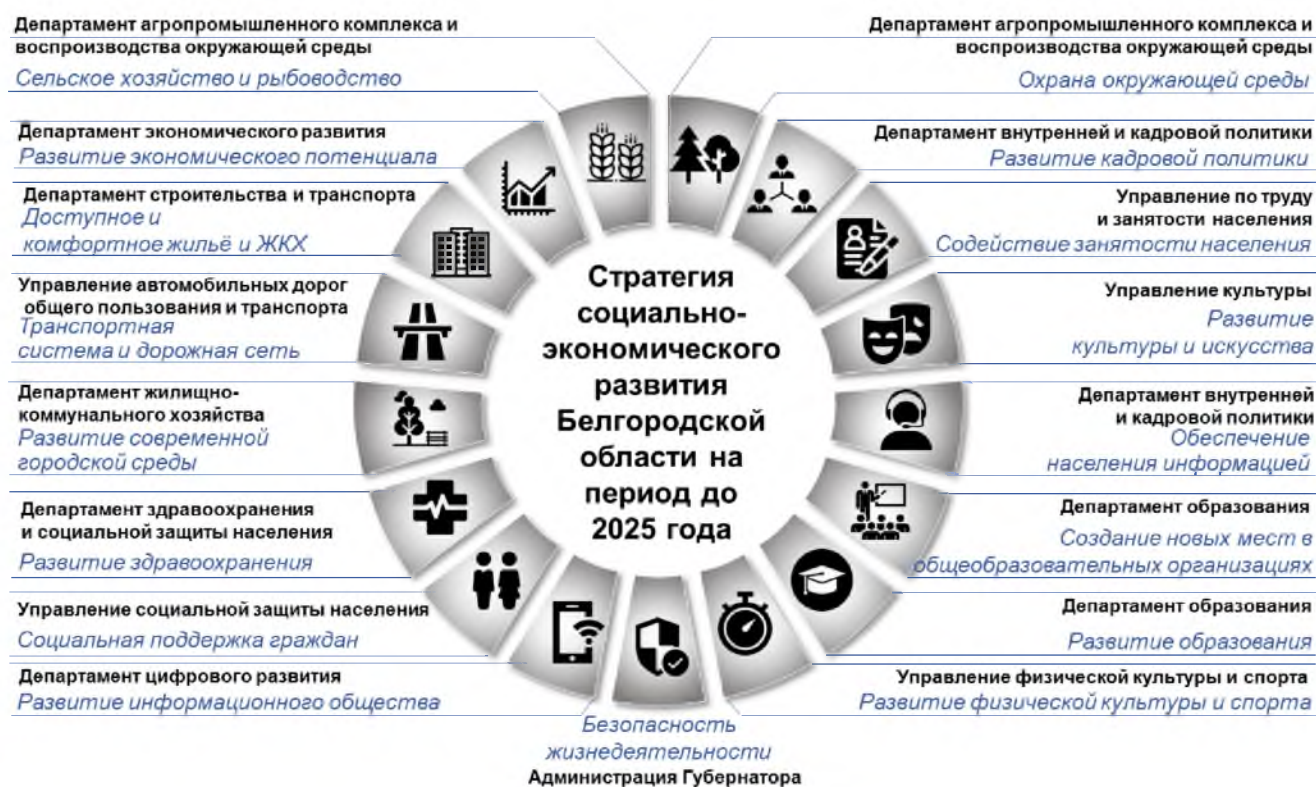 Департамент агропромышленного комплекса и
воспроизводства окружающей среды
Сельское хозяйство и рыбоводство
Департамент экономического развития
Развитие экономического потенциала
Департамент строительства и транспорта
Доступное и
комфортное жильё и ЖКХ
Управление автомобильных дорог
общего пользования и транспорта
Транспортная
система и дорожная сеть
Департамент жилищно-
коммунального хозяйства
Развитие современной
городской среды
Департамент здравоохранения
и социальной защиты населения
Развитие здравоохранения
Управление социальной защиты населения
Социальная поддержка граждан
Департамент цифрового развития
Развитие информационного общества
Стратегия
социально-
экономического
развития
Белгородской
области на
период до
2025 года
Департамент агропромышленного комплекса и
воспроизводства окружающей среды
Охрана окружающей среды
Департамент внутренней и кадровой политики
Развитие кадровой политики
Управление по труду
и занятости населения
Содействие занятости населения
Управление культуры
Развитие
культуры и искусства
Департамент внутренней
и кадровой политики
Обеспечение
населения информацией
Департамент образования
Создание новых мест в
общеобразовательных организациях
Департамент образования
Развитие образования
Управление физической культуры и спорта
Развитие физической культуры и спорта
Безопасность
жизнедеятельности
Администрация Губернатора